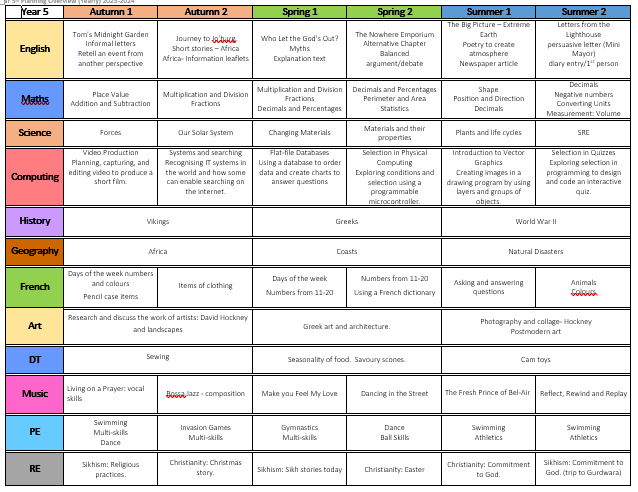 Year 5 Autumn 1 Autumn 2 Spring 1 Spring 2 Summer 1 Summer 2
English
Tom's Midnight Garden
Informal letters
Retell an event from
another perspective
Journey to Jo'burg
Short stories – Africa
Africa- Information leaflets
Who Let the God's Out?
Myths
Explanation text
The Nowhere Emporium
Alternative Chapter
Balanced
argument/debate
The Big Picture – Extreme
Earth
Poetry to create
atmosphere
Newspaper article
Letters from the
Lighthouse
persuasive letter (Mini
Mayor)
diary entry/1st person
Maths
Place Value
Addition and Subtraction
Multiplication and Division
Multiplication and Division
Fractions
Decimals and Percentages
Decimals and Percentages
Perimeter and Area
Statistics
Shape
Position and Direction
Decimals
Decimals
Negative numbers
Converting Units
Measurement: Volume
Science
Forces
Our Solar System
Changing Materials
Materials and their
properties
Plants and life cycles
SRE
Computing
Video Production
Planning, capturing, and
editing video to produce a
short film.
Systems and searching
Recognising IT systems in
the world and how some
can enable searching on
the internet.
Flat-file Databases
Using a database to order
data and create charts to
answer questions
Selection in Physical
Computing
Exploring conditions and
selection using a
programmable
microcontroller.
Introduction to Vector
Graphics
Creating images in a
drawing program by using
layers and groups of
objects.
Selection in Quizzes
Exploring selection in
programming to design
and code an interactive
quiz.
History
Vikings
Greeks
World War II
Geography
Africa
Coasts
Natural Disasters
French
Days of the week numbers
and colours
Pencil case items
Items of clothing
Days of the week
Numbers from 11-20
Numbers from 11-20
Using a French dictionary
Asking and answering
questions
Animals
Colours
Art
Research and discuss the work of artists: David Hockney
and landscapes
Greek art and architecture.
Photography and collage- Hockney
Postmodern art
DT
Sewing
Seasonality of food. Savoury scones.
Cam toys
Music
Living on a Prayer: vocal
skills
Bossa Jazz - composition
Make you Feel My Love
Dancing in the Street
The Fresh Prince of Bel-Air
Reflect, Rewind and Replay
PE
Swimming
Multi-skills
Dance
Invasion Games
Multi-skills
Gymnastics
Multi-skills
Dance
Ball Skills
Swimming
Athletics
Swimming
Athletics
RE
Sikhism: Religious
practices.
Christianity: Christmas
story.
Sikhism: Sikh stories today
Christianity: Easter
Christianity: Commitment
to God.
Sikhism: Commitment to
God. (trip to Gurdwara)